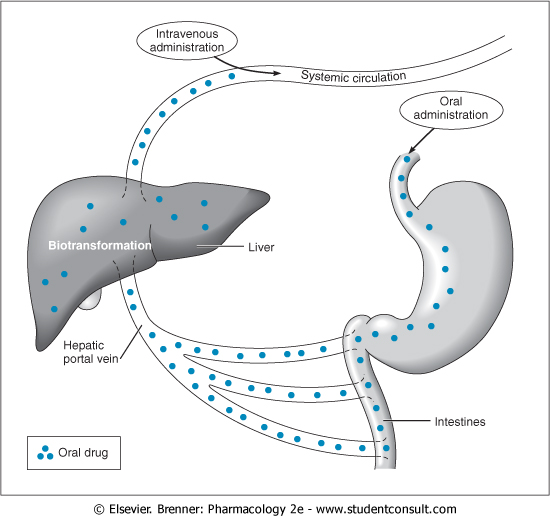 Intravenous
administration
Systemic circulation
Oral
administration
Biotransformation
Liver
Hepatic
portal vein
Intestines
Oral drug
© Elsevier. Brenner: Pharmacology 2e - www.studentconsult.com